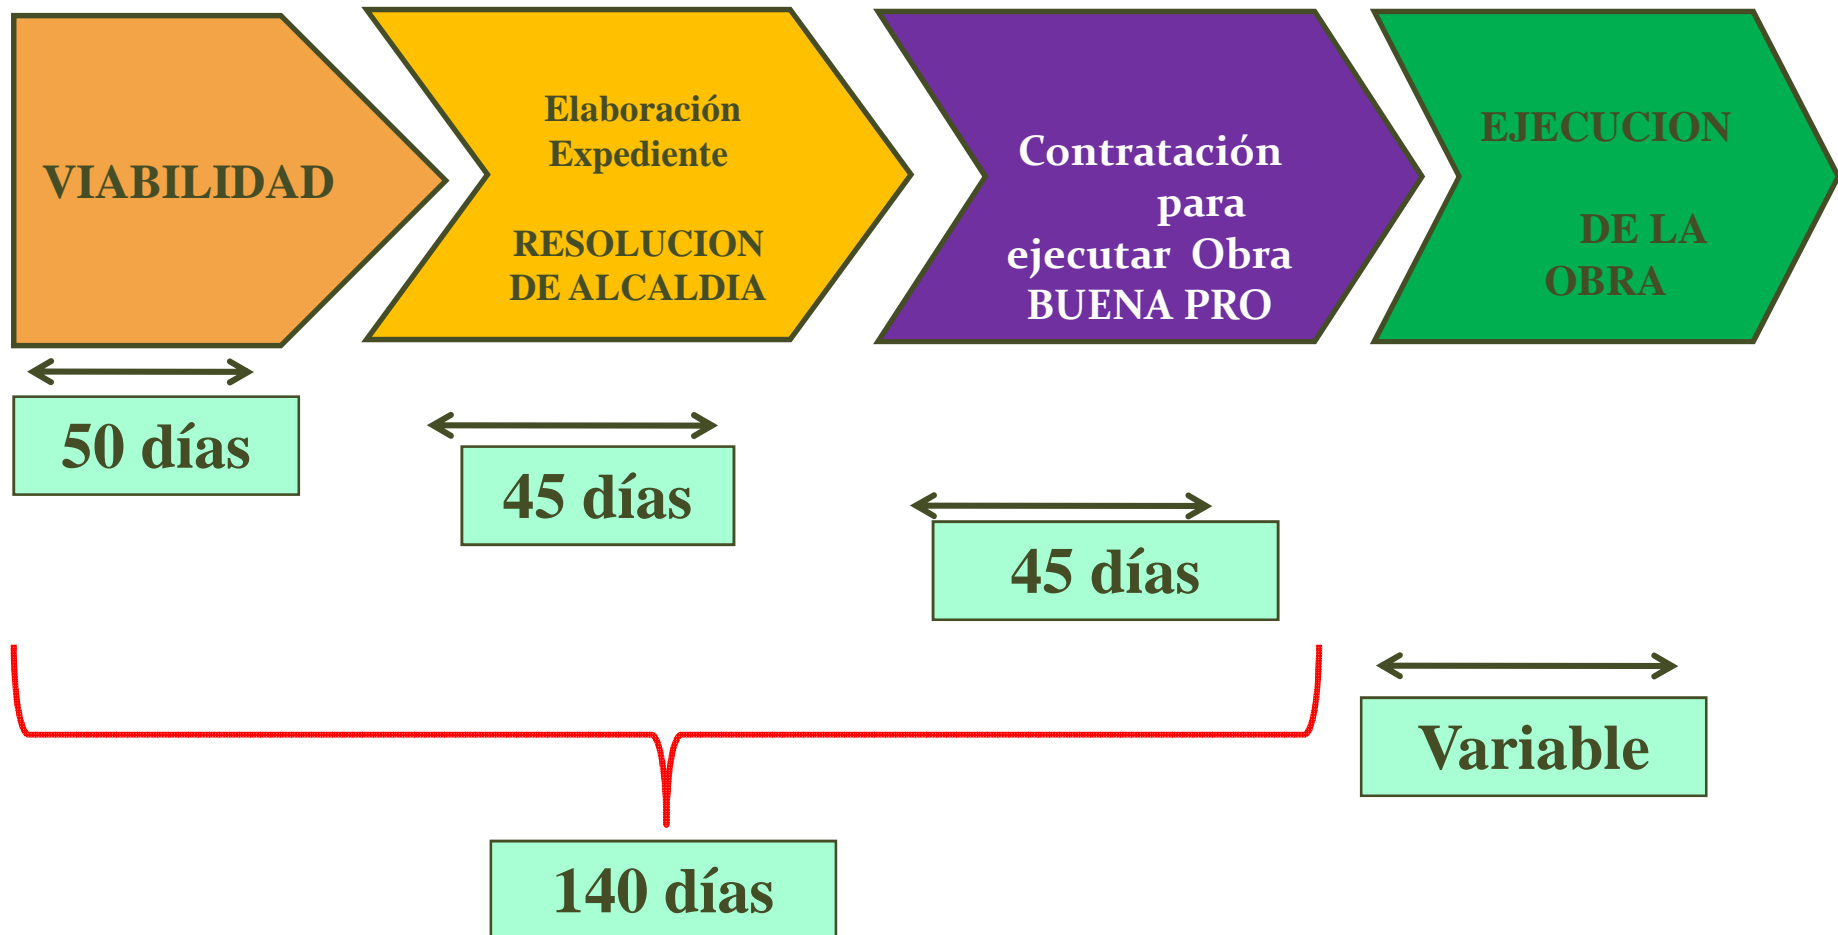 VIABILIDAD
Elaboración
Expediente
RESOLUCION
DE ALCALDIA
Contratación
para
ejecutar Obra
BUENA PRO
EJECUCION
DE LA
OBRA
50 días
45 días
45 días
Variable
140 días